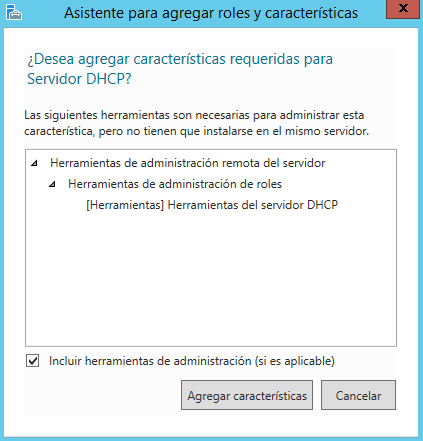 Asistente para agregar roles y características
x
¿Desea agregar características requeridas para
Servidor DHCP?
Las siguientes herramientas son necesarias para administrar esta
característica, pero no tienen que instalarse en el mismo servidor.
Herramientas de administración remota del servidor
Herramientas de administración de roles
[Herramientas] Herramientas del servidor DHCP
Incluir herramientas de administración (si es aplicable)
Agregar características
Cancelar